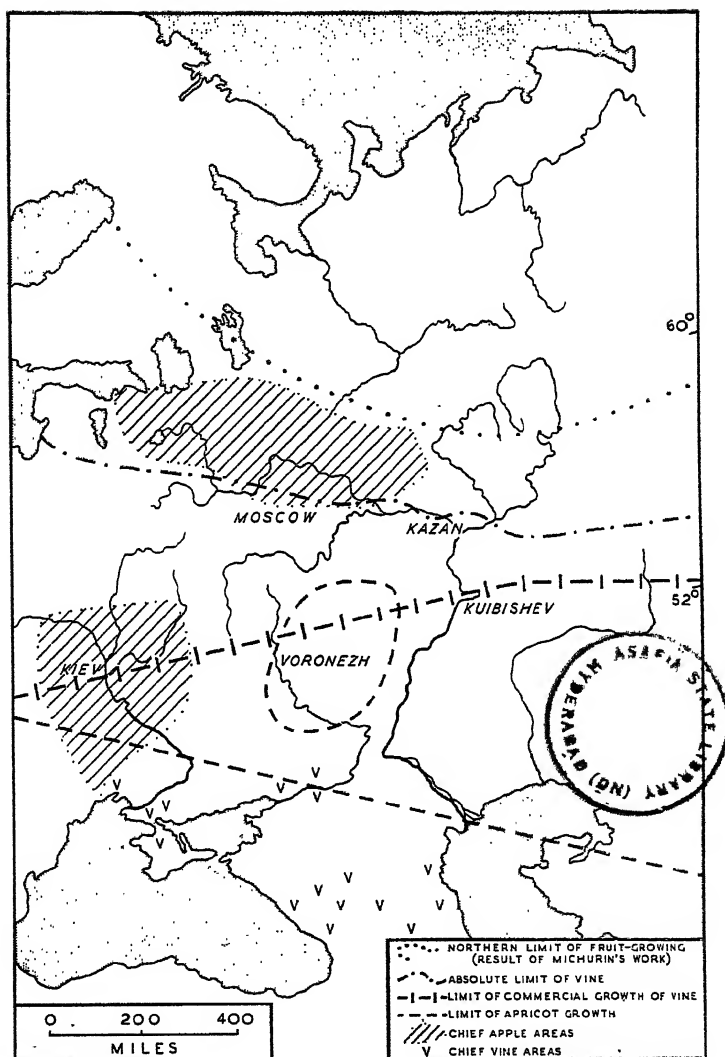 60°
MOSCOW
KAZAN
52°
KUIBISHEV
KIEV
VORONEZH
ASAFIA STATE LIBRARY (NO) HYDERABAD
V V
V V V V
V
V
V V
V V V V
V V
NORTHERN LIMIT OF FRUIT-GROWING
(RESULT OF MICHURIN'S WORK)
ABSOLUTE LIMIT OF VINE
LIMIT OF COMMERCIAL GROWTH OF VINE
LIMIT OF APRICOT GROWTH
CHIEF APPLE AREAS
V CHIEF VINE AREAS
0 200 400
MILES